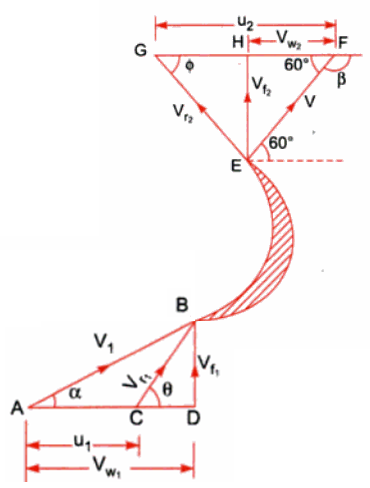 u2
G H Vw2 F
ϕ 60° β
Vr2 Vf2 V
E 60°
B
V1 Vr1 Vf1
A α C θ D
u1
Vw1